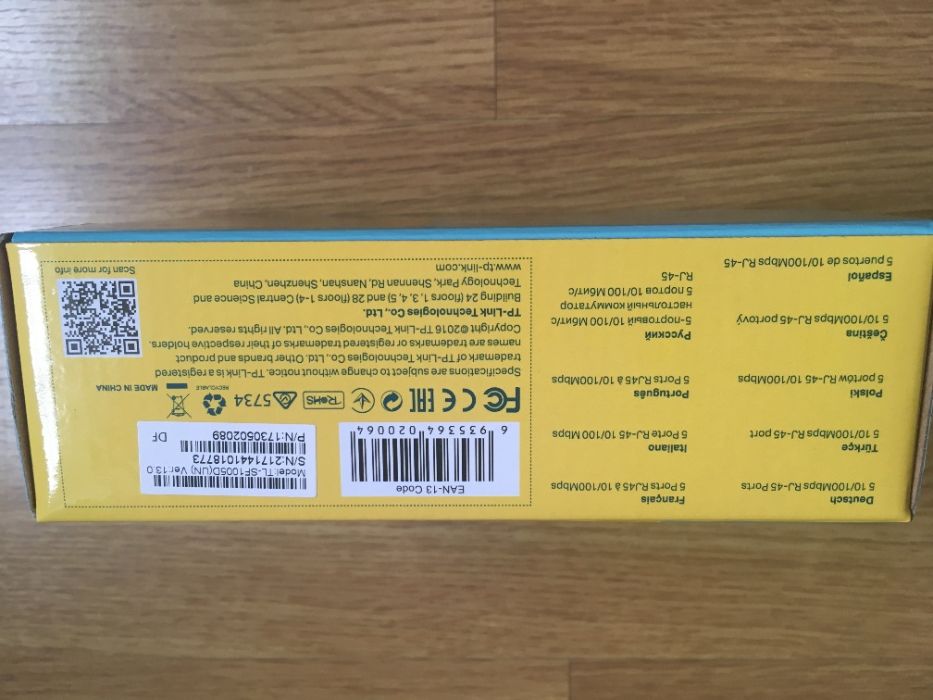 Deutsch
5 10/100Mbps RJ-45 Ports
Türkçe
5 10/100Mbps RJ-45 port
Polski
5 portów RJ-45 10/100Mbps
Čeština
5 10/100Mbps RJ-45 portový
Español
5 puertos de 10/100Mbps RJ-45
Français
5 Ports RJ45 à 10/100Mbps
Italiano
5 Porte RJ-45 10/100 Mbps
Português
5 Ports RJ45 à 10/100Mbps
Русский
5-портовый 10/100 Мбит/с
настольный коммутатор
5 портов 10/100 Мбит/с
RJ-45
EAN-13 Code
6 935364 020064
Model:TL-SF1005D(UN) Ver:13.0
S/N:2171441018773
P/N:1730502089
DF
FC CE EAC RoHS 5734 RECYCLABLE MADE IN CHINA
Specifications are subject to change without notice. TP-Link is a registered
trademark of TP-Link Technologies Co., Ltd. Other brands and product
names are trademarks or registered trademarks of their respective holders.
Copyright ©2016 TP-Link Technologies Co., Ltd. All rights reserved.
TP-Link Technologies Co., Ltd.
Building 24 (floors 1, 3, 4, 5) and 28 (floors 1-4) Central Science and
Technology Park, Shennan Rd, Nanshan, Shenzhen, China
www.tp-link.com
Scan for more info